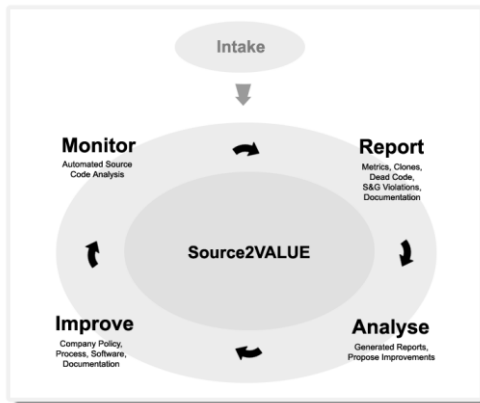 Intake
Monitor
Automated Source
Code Analysis
Report
Metrics, Clones,
Dead Code,
S&G Violations,
Documentation
Source2VALUE
Improve
Company Policy,
Process, Software,
Documentation
Analyse
Generated Reports,
Propose Improvements